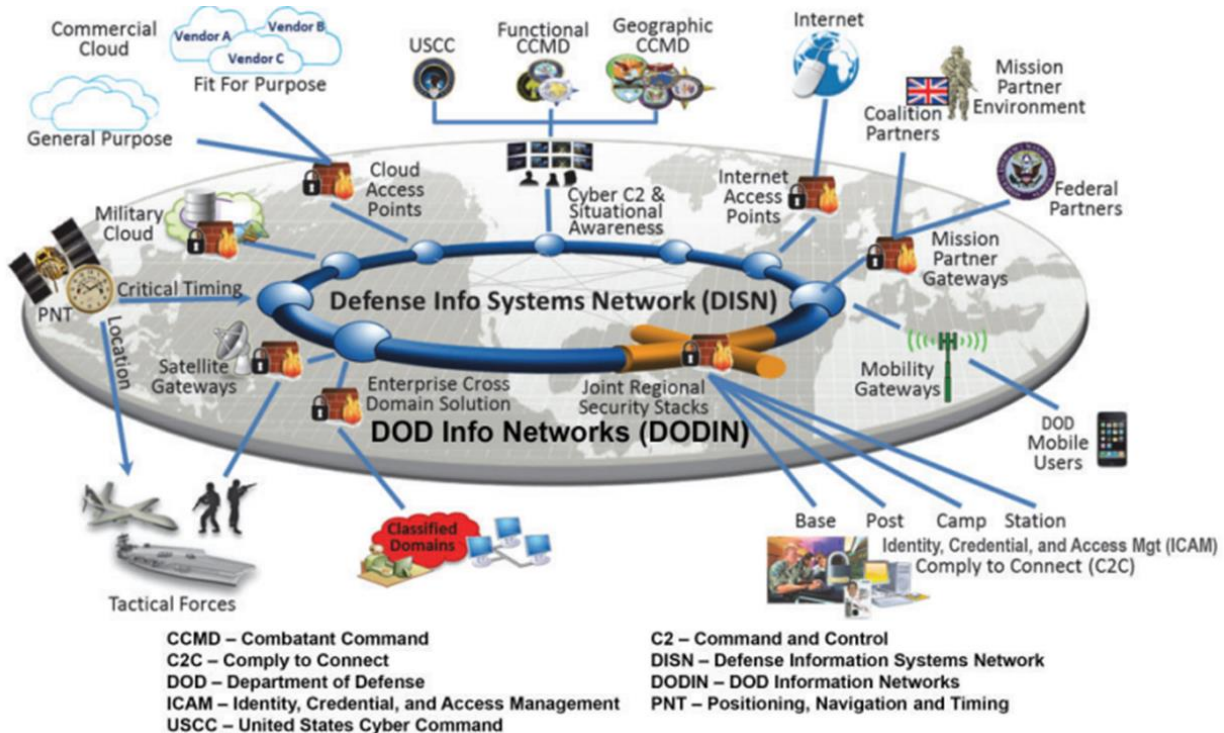 Commercial
Cloud
Vendor A
Vendor B
Vendor C
Fit For Purpose
General Purpose
USCC
Functional
CCMD
Geographic
CCMD
Internet
Coalition
Partners
Mission
Partner
Environment
Federal
Partners
Cloud
Access
Points
Cyber C2 &
Situational
Awareness
Internet
Access
Points
Mission
Partner
Gateways
Military
Cloud
PNT
Critical Timing
Location
Defense Info Systems Network (DISN)
Satellite
Gateways
Enterprise Cross
Domain Solution
Joint Regional
Security Stacks
Mobility
Gateways
DOD Info Networks (DODIN)
DOD
Mobile
Users
Tactical Forces
Classified
Domains
Base Post Camp Station
Identity, Credential, and Access Mgt (ICAM)
Comply to Connect (C2C)
CCMD – Combatant Command
C2C – Comply to Connect
DOD – Department of Defense
ICAM – Identity, Credential, and Access Management
USCC – United States Cyber Command
C2 – Command and Control
DISN – Defense Information Systems Network
DODIN – DOD Information Networks
PNT – Positioning, Navigation and Timing